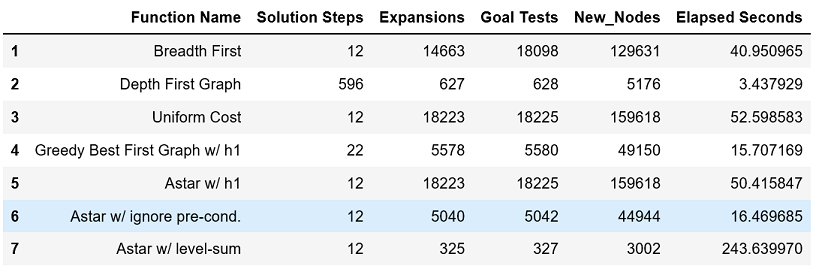 Function Name Solution Steps Expansions Goal Tests New_Nodes Elapsed Seconds
1 Breadth First 12 14663 18098 129631 40.950965
2 Depth First Graph 596 627 628 5176 3.437929
3 Uniform Cost 12 18223 18225 159618 52.598583
4 Greedy Best First Graph w/ h1 22 5578 5580 49150 15.707169
5 Astar w/ h1 12 18223 18225 159618 50.415847
6 Astar w/ ignore pre-cond. 12 5040 5042 44944 16.469685
7 Astar w/ level-sum 12 325 327 3002 243.639970